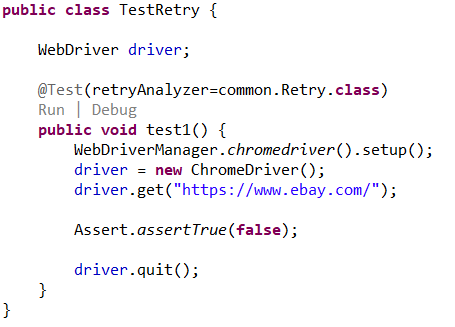 public class TestRetry {
WebDriver driver;
@Test(retryAnalyzer=common.Retry.class)
Run | Debug
public void test1() {
WebDriverManager.chromedriver().setup();
driver = new ChromeDriver();
driver.get("https://www.ebay.com/");
Assert.assertTrue(false);
driver.quit();
}
}